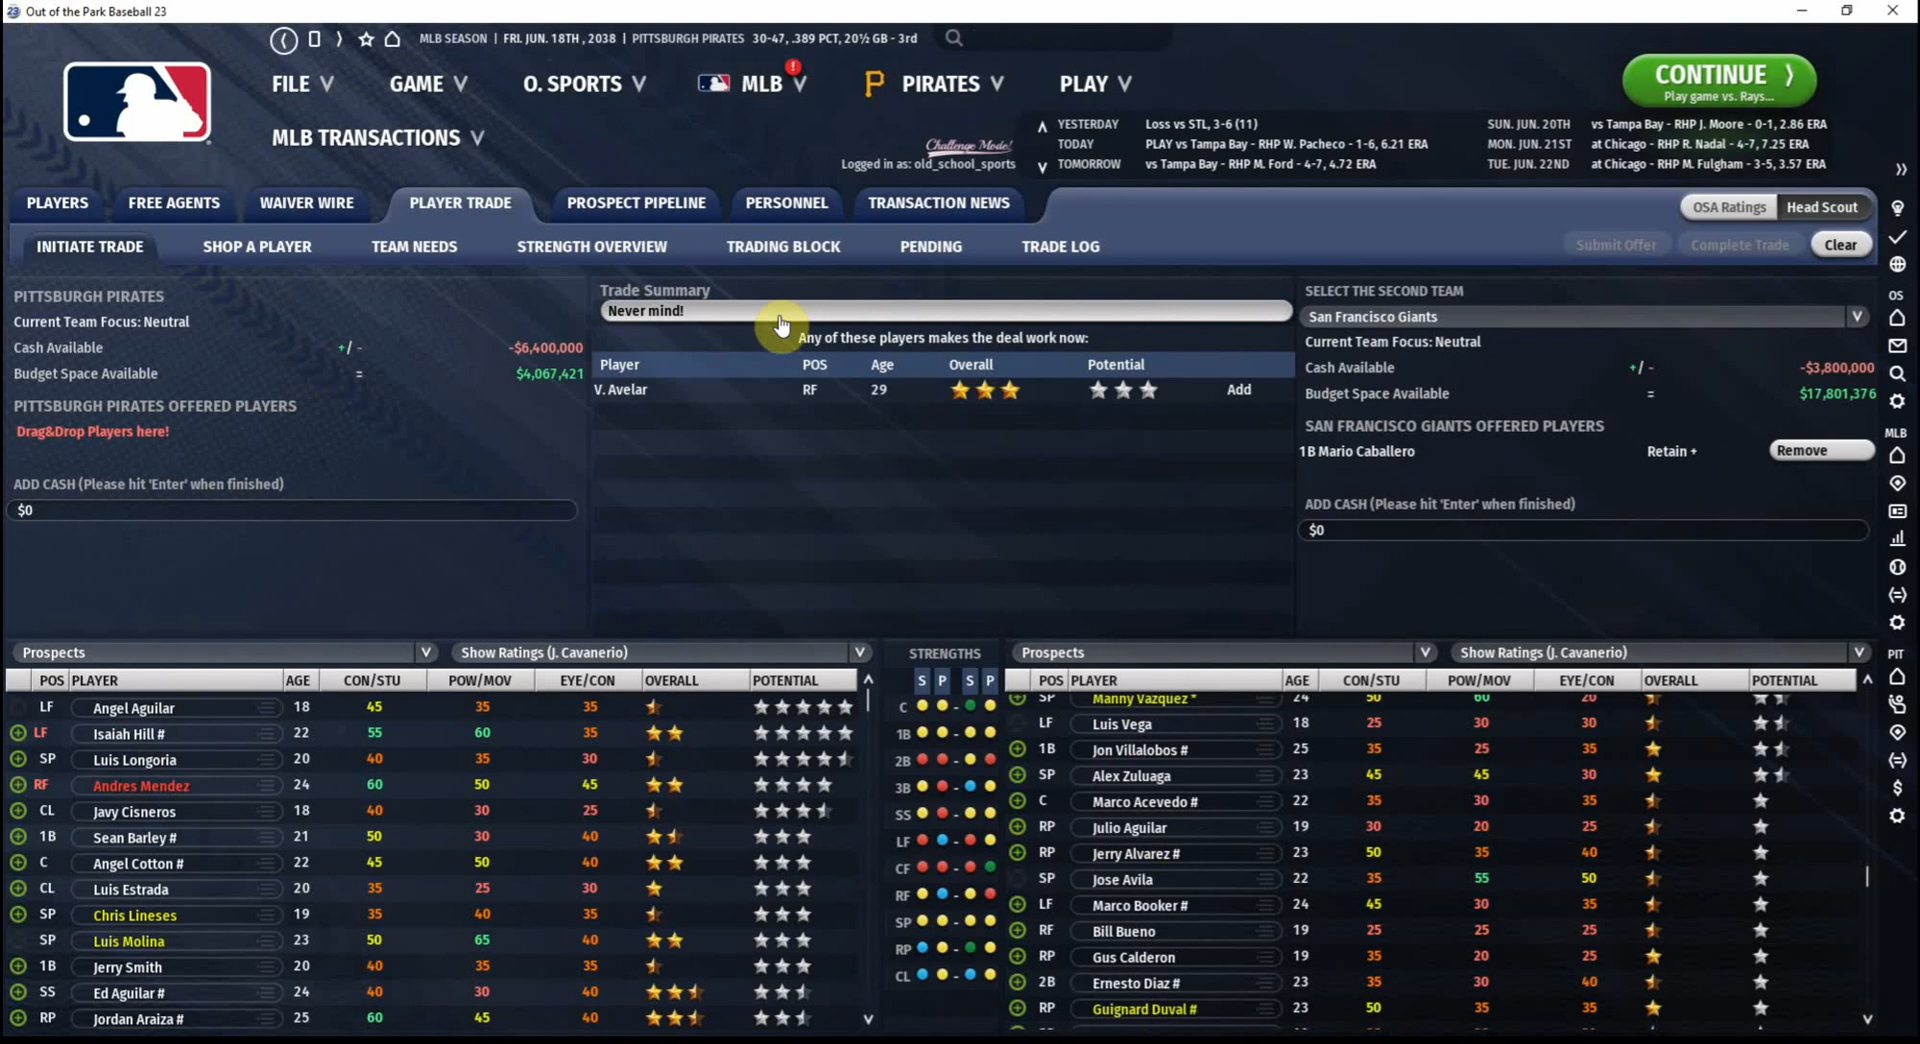 Out of the Park Baseball 23
MLB SEASON | FRI. JUN. 18TH , 2038 | PITTSBURGH PIRATES 30-47, .389 PCT, 20½ GB - 3rd
FILE GAME O. SPORTS MLB PIRATES PLAY
CONTINUE
Play game vs. Rays...
MLB TRANSACTIONS
Challenge Mode!
Logged in as: old_school_sports
YESTERDAY Loss vs STL, 3-6 (11) SUN. JUN. 20TH vs Tampa Bay - RHP J. Moore - 0-1, 2.86 ERA
TODAY PLAY vs Tampa Bay - RHP W. Pacheco - 1-6, 6.21 ERA MON. JUN. 21ST at Chicago - RHP R. Nadal - 4-7, 7.25 ERA
TOMORROW vs Tampa Bay - RHP M. Ford - 4-7, 4.72 ERA TUE. JUN. 22ND at Chicago - RHP M. Fulgham - 3-5, 3.57 ERA
PLAYERS FREE AGENTS WAIVER WIRE PLAYER TRADE PROSPECT PIPELINE PERSONNEL TRANSACTION NEWS OSA Ratings Head Scout
INITIATE TRADE SHOP A PLAYER TEAM NEEDS STRENGTH OVERVIEW TRADING BLOCK PENDING TRADE LOG Submit Offer Complete Trade Clear
PITTSBURGH PIRATES
Current Team Focus: Neutral
Cash Available +/- -$6,400,000
Budget Space Available = $4,067,421
PITTSBURGH PIRATES OFFERED PLAYERS
Drag&Drop Players here!
ADD CASH (Please hit 'Enter' when finished)
$0
Trade Summary
Never mind!
Any of these players makes the deal work now:
Player POS Age Overall Potential
V. Avelar RF 29 Add
SELECT THE SECOND TEAM
San Francisco Giants
Current Team Focus: Neutral
Cash Available +/- -$3,800,000
Budget Space Available = $17,801,376
SAN FRANCISCO GIANTS OFFERED PLAYERS
1B Mario Caballero Retain + Remove
ADD CASH (Please hit 'Enter' when finished)
$0
OS
MLB
PIT
Prospects Show Ratings (J. Cavanerio)
POS PLAYER AGE CON/STU POW/MOV EYE/CON OVERALL POTENTIAL
LF Angel Aguilar 18 45 35 35
LF Isaiah Hill # 22 55 60 35
SP Luis Longoria 20 40 35 30
RF Andres Mendez 24 60 50 45
CL Javy Cisneros 18 40 30 25
1B Sean Barley # 21 50 30 40
C Angel Cotton # 22 45 50 40
CL Luis Estrada 20 35 25 30
SP Chris Lineses 19 35 40 35
SP Luis Molina 23 50 65 40
1B Jerry Smith 20 40 35 35
SS Ed Aguilar # 24 40 30 40
RP Jordan Araiza # 25 60 45 40
STRENGTHS
S P S P
C -
1B -
2B -
3B -
SS -
LF -
CF -
RF -
SP -
RP -
CL -
Prospects Show Ratings (J. Cavanerio)
POS PLAYER AGE CON/STU POW/MOV EYE/CON OVERALL POTENTIAL
SP Manny Vazquez * 24 50 60 20
LF Luis Vega 18 25 30 30
1B Jon Villalobos # 25 35 25 35
SP Alex Zuluaga 23 45 45 30
C Marco Acevedo # 22 35 30 35
RP Julio Aguilar 19 30 20 25
RP Jerry Alvarez # 23 50 35 40
SP Jose Avila 22 35 55 50
LF Marco Booker # 24 45 30 35
RF Bill Bueno 19 25 25 25
RP Gus Calderon 19 35 20 25
2B Ernesto Diaz # 23 35 30 40
RP Guignard Duval # 23 50 35 35